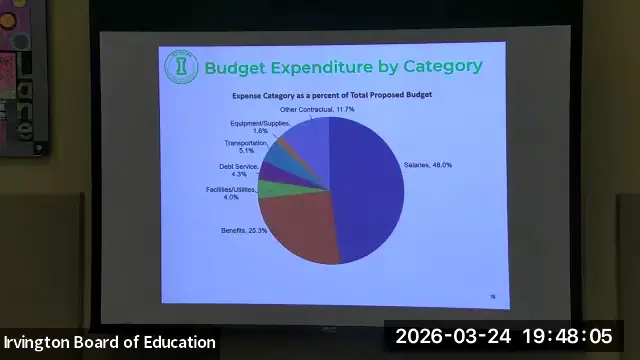 Budget Expenditure by Category
Expense Category as a percent of Total Proposed Budget
Other Contractual, 11.7%
Equipment/Supplies,
1.6%
Transportation,
5.1%
Debt Service,
4.3%
Facilities/Utilities,
4.0%
Benefits, 25.3%
Salaries, 48.0%
Irvington Board of Education
2026-03-24 19:48:05